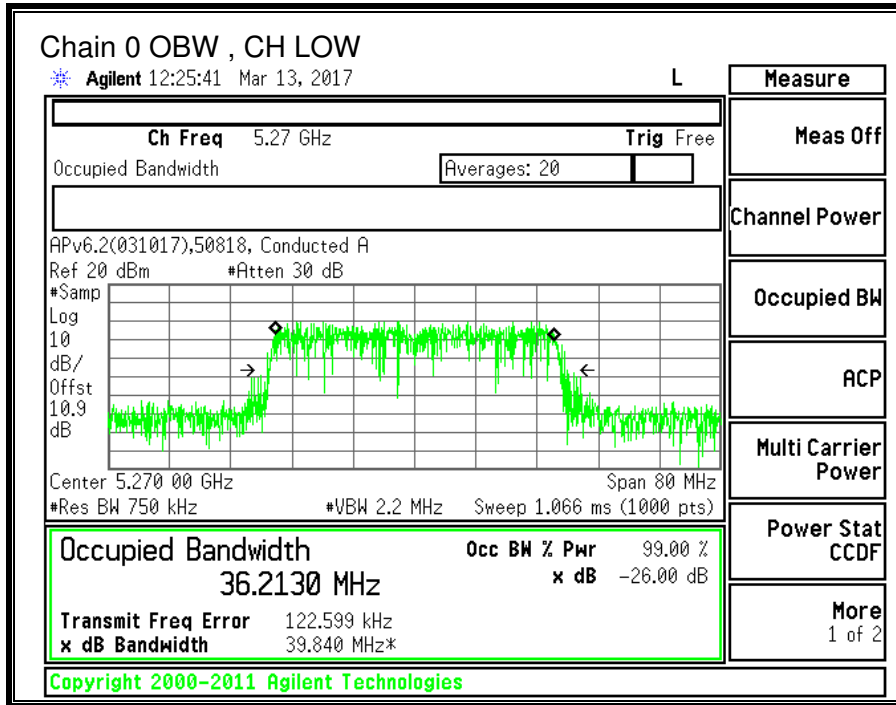 Chain 0 OBW , CH LOW
Agilent 12:25:41 Mar 13, 2017 L
Measure
Ch Freq 5.27 GHz Trig Free
Meas Off
Occupied Bandwidth Averages: 20
Channel Power
APv6.2(031017),50818, Conducted A
Ref 20 dBm #Atten 30 dB
#Samp
Log
10
dB/
Offst
10.9
dB
Occupied BW
ACP
Multi Carrier
Power
Center 5.270 00 GHz Span 80 MHz
#Res BW 750 kHz #VBW 2.2 MHz Sweep 1.066 ms (1000 pts)
Power Stat
CCDF
Occupied Bandwidth Occ BW % Pwr 99.00 %
36.2130 MHz x dB -26.00 dB
Transmit Freq Error 122.599 kHz
x dB Bandwidth 39.840 MHz*
More
1 of 2
Copyright 2000-2011 Agilent Technologies